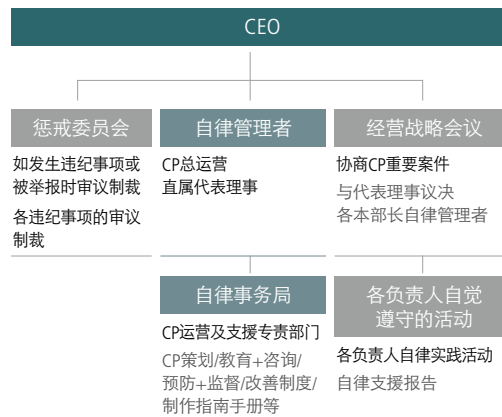 CEO
惩戒委员会
如发生违纪事项或
被举报时审议制裁
各违纪事项的审议
制裁
自律管理者
CP总运营
直属代表理事
经营战略会议
协商CP重要案件
与代表理事议决
各本部长自律管理者
自律事务局
CP运营及支援专责部门
CP策划/教育+咨询/
预防+监督/改善制度/
制作指南手册等
各负责人自觉
遵守的活动
各负责人自律实践活动
自律支援报告